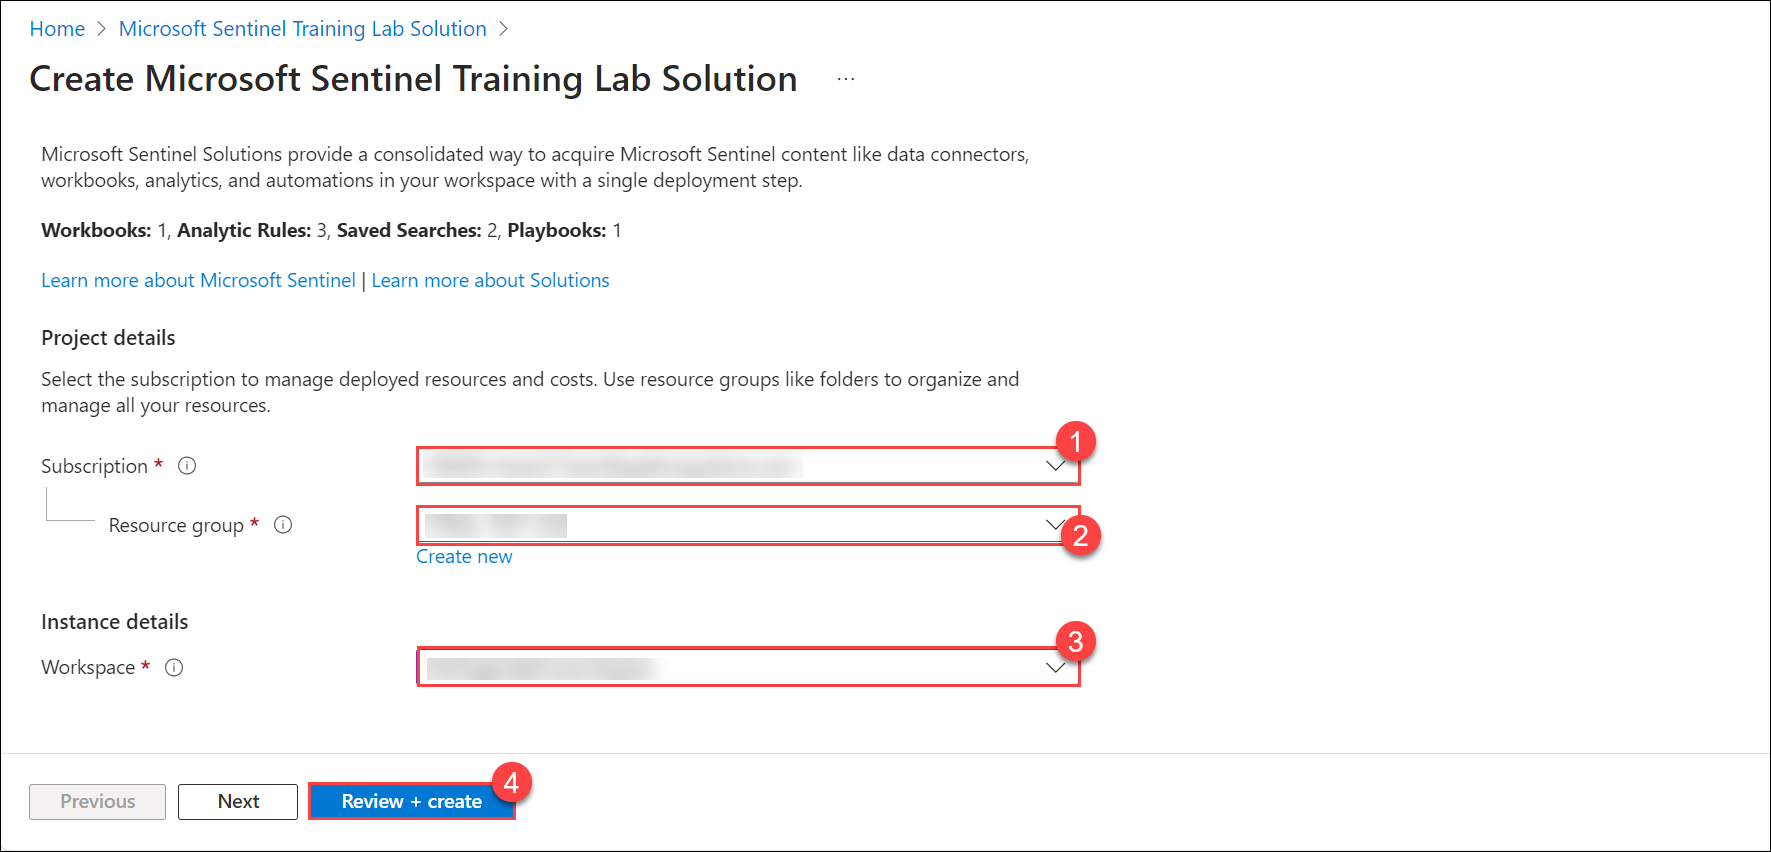 Home > Microsoft Sentinel Training Lab Solution >
Create Microsoft Sentinel Training Lab Solution ...
Microsoft Sentinel Solutions provide a consolidated way to acquire Microsoft Sentinel content like data connectors,
workbooks, analytics, and automations in your workspace with a single deployment step.
Workbooks: 1, Analytic Rules: 3, Saved Searches: 2, Playbooks: 1
Learn more about Microsoft Sentinel | Learn more about Solutions
Project details
Select the subscription to manage deployed resources and costs. Use resource groups like folders to organize and
manage all your resources.
Subscription * 1
Resource group * 2
Create new
Instance details
Workspace * 3
Previous Next Review + create 4